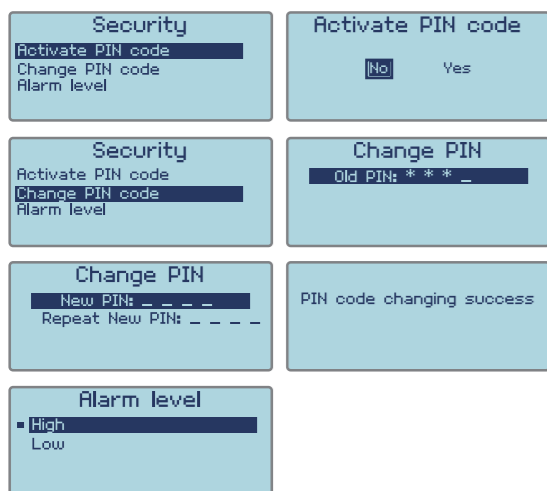 Security
Activate PIN code
Change PIN code
Alarm level
Activate PIN code
No Yes
Security
Activate PIN code
Change PIN code
Alarm level
Change PIN
Old PIN: * * * _
Change PIN
New PIN: _ _ _ _
Repeat New PIN: _ _ _ _
PIN code changing success
Alarm level
High
Low